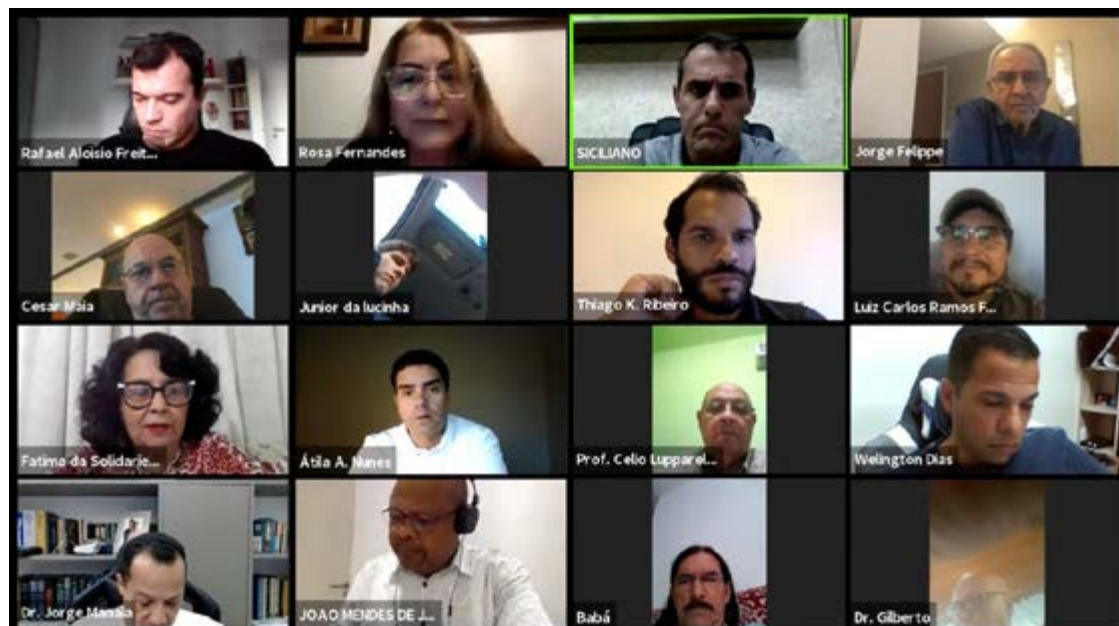 Rafael Aloisio Freit...
Rosa Fernandes
SICILIANO
Jorge Felippe
Cesar Maia
Junior da lucinha
Thiago K. Ribeiro
Luiz Carlos Ramos F...
Fatima da Solidarie...
Átila A. Nunes
Prof. Celio Lupparel...
Welington Dias
Dr. Jorge Manaia
JOAO MENDES DE J...
Babá
Dr. Gilberto